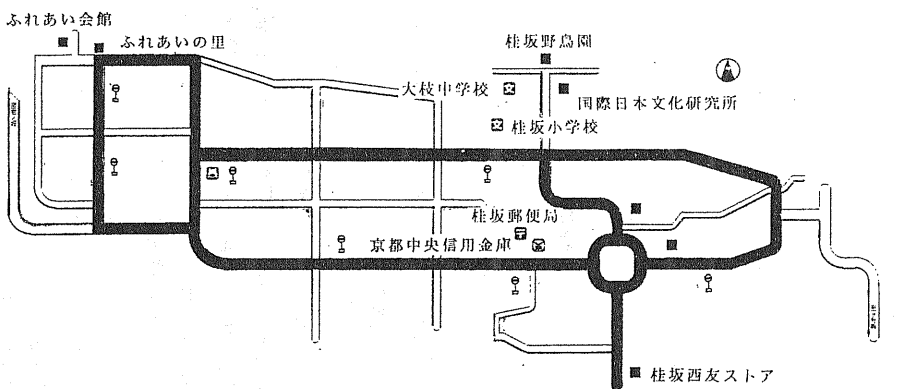 ふれあい会館
ふれあいの里
桂坂野鳥園
大枝中学校
国際日本文化研究所
桂坂小学校
桂坂郵便局
京都中央信用金庫
桂坂西友ストア